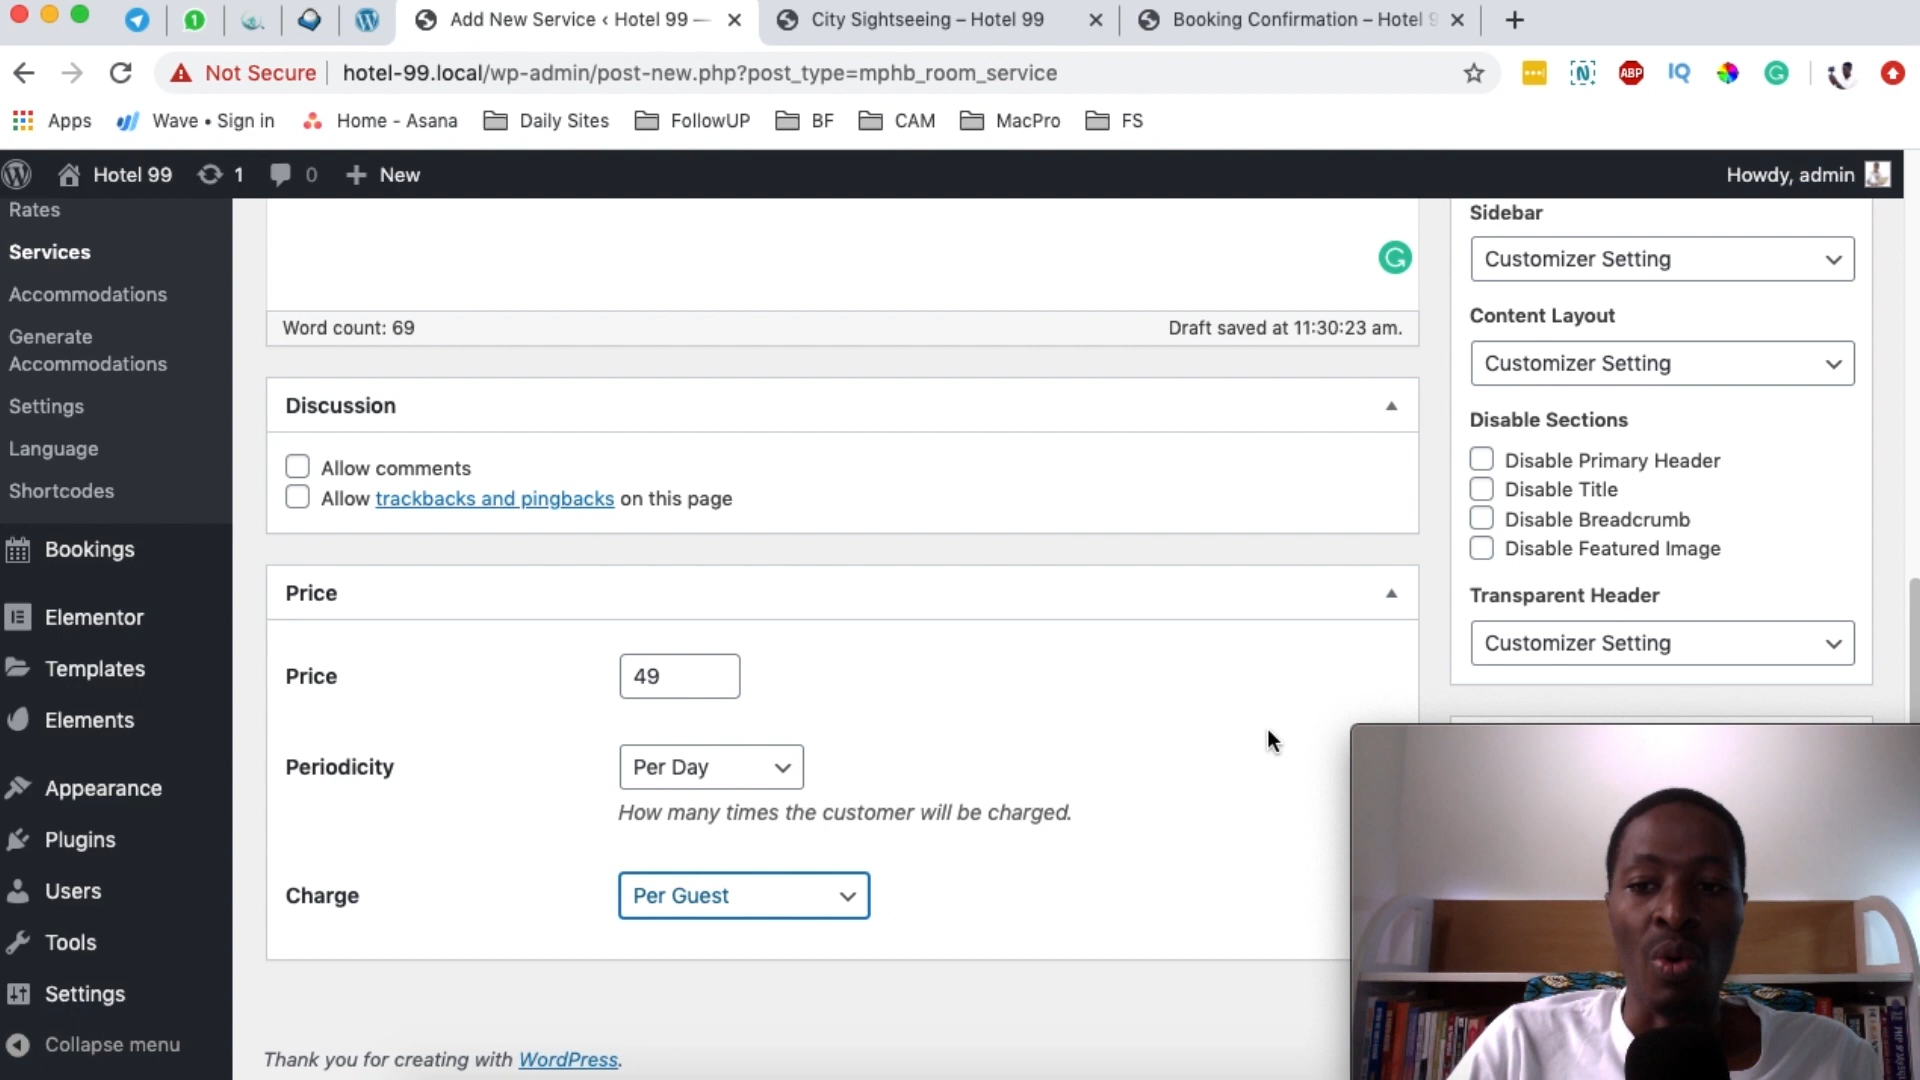 Add New Service ‹ Hotel 99 —
City Sightseeing – Hotel 99
Booking Confirmation – Hotel 9
Not Secure
hotel-99.local/wp-admin/post-new.php?post_type=mphb_room_service
ABP
IQ
Apps
Wave • Sign in
Home - Asana
Daily Sites
FollowUP
BF
CAM
MacPro
FS
Hotel 99
1
0
New
Howdy, admin
Rates
Services
Accommodations
Generate
Accommodations
Settings
Language
Shortcodes
Bookings
Elementor
Templates
Elements
Appearance
Plugins
Users
Tools
Settings
Collapse menu
Word count: 69
Draft saved at 11:30:23 am.
Discussion
Allow comments
Allow trackbacks and pingbacks on this page
Price
Price
49
Periodicity
Per Day
How many times the customer will be charged.
Charge
Per Guest
Thank you for creating with WordPress.
Sidebar
Customizer Setting
Content Layout
Customizer Setting
Disable Sections
Disable Primary Header
Disable Title
Disable Breadcrumb
Disable Featured Image
Transparent Header
Customizer Setting